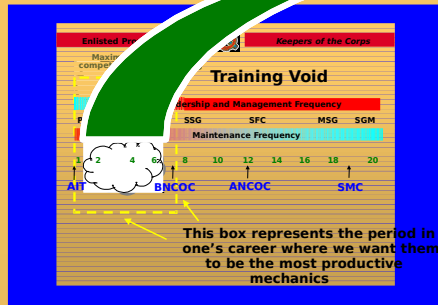 Enlisted Pro
Keepers of the Corps
Maxim
compet
Training Void
dership and Management Frequency
SSG SFC MSG SGM
Maintenance Frequency
1 2 4 6 8 10 12 14 16 18 20
AIT BNCOC ANCOC SMC
This box represents the period in
one's career where we want them
to be the most productive
mechanics